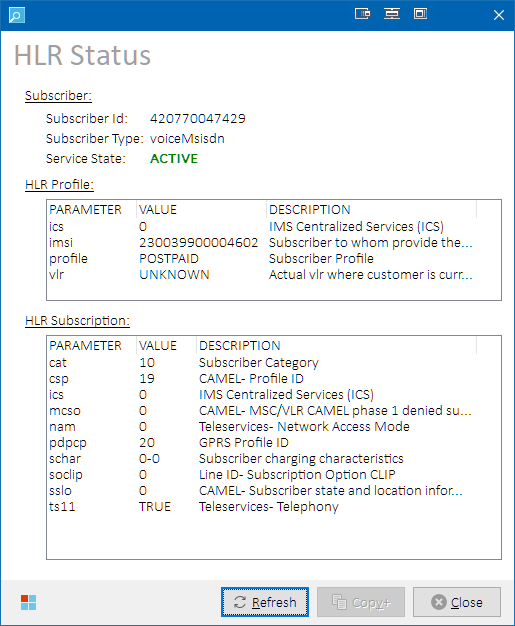 HLR Status
Subscriber:
Subscriber Id: 420770047429
Subscriber Type: voiceMsisdn
Service State: ACTIVE
HLR Profile:
PARAMETER VALUE DESCRIPTION
ics 0 IMS Centralized Services (ICS)
imsi 230039900004602 Subscriber to whom provide the...
profile POSTPAID Subscriber Profile
vlr UNKNOWN Actual vlr where customer is curr...
HLR Subscription:
PARAMETER VALUE DESCRIPTION
cat 10 Subscriber Category
csp 19 CAMEL- Profile ID
ics 0 IMS Centralized Services (ICS)
mcso 0 CAMEL- MSC/VLR CAMEL phase 1 denied su...
nam 0 Teleservices- Network Access Mode
pdpcp 20 GPRS Profile ID
schar 0-0 Subscriber charging characteristics
soclip 0 Line ID- Subscription Option CLIP
sslo 0 CAMEL- Subscriber state and location infor...
ts11 TRUE Teleservices- Telephony
Refresh Copy+ Close